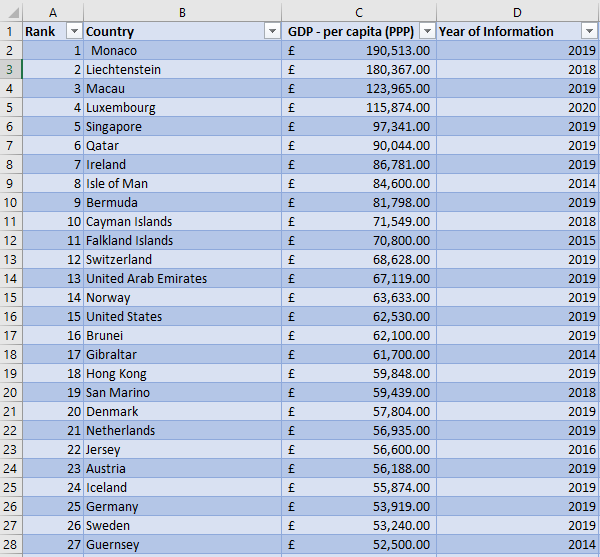 A B C D
1 Rank Country GDP - per capita (PPP) Year of Information
2 1 Monaco £ 190,513.00 2019
3 2 Liechtenstein £ 180,367.00 2018
4 3 Macau £ 123,965.00 2019
5 4 Luxembourg £ 115,874.00 2020
6 5 Singapore £ 97,341.00 2019
7 6 Qatar £ 90,044.00 2019
8 7 Ireland £ 86,781.00 2019
9 8 Isle of Man £ 84,600.00 2014
10 9 Bermuda £ 81,798.00 2019
11 10 Cayman Islands £ 71,549.00 2018
12 11 Falkland Islands £ 70,800.00 2015
13 12 Switzerland £ 68,628.00 2019
14 13 United Arab Emirates £ 67,119.00 2019
15 14 Norway £ 63,633.00 2019
16 15 United States £ 62,530.00 2019
17 16 Brunei £ 62,100.00 2019
18 17 Gibraltar £ 61,700.00 2014
19 18 Hong Kong £ 59,848.00 2019
20 19 San Marino £ 59,439.00 2018
21 20 Denmark £ 57,804.00 2019
22 21 Netherlands £ 56,935.00 2019
23 22 Jersey £ 56,600.00 2016
24 23 Austria £ 56,188.00 2019
25 24 Iceland £ 55,874.00 2019
26 25 Germany £ 53,919.00 2019
27 26 Sweden £ 53,240.00 2019
28 27 Guernsey £ 52,500.00 2014